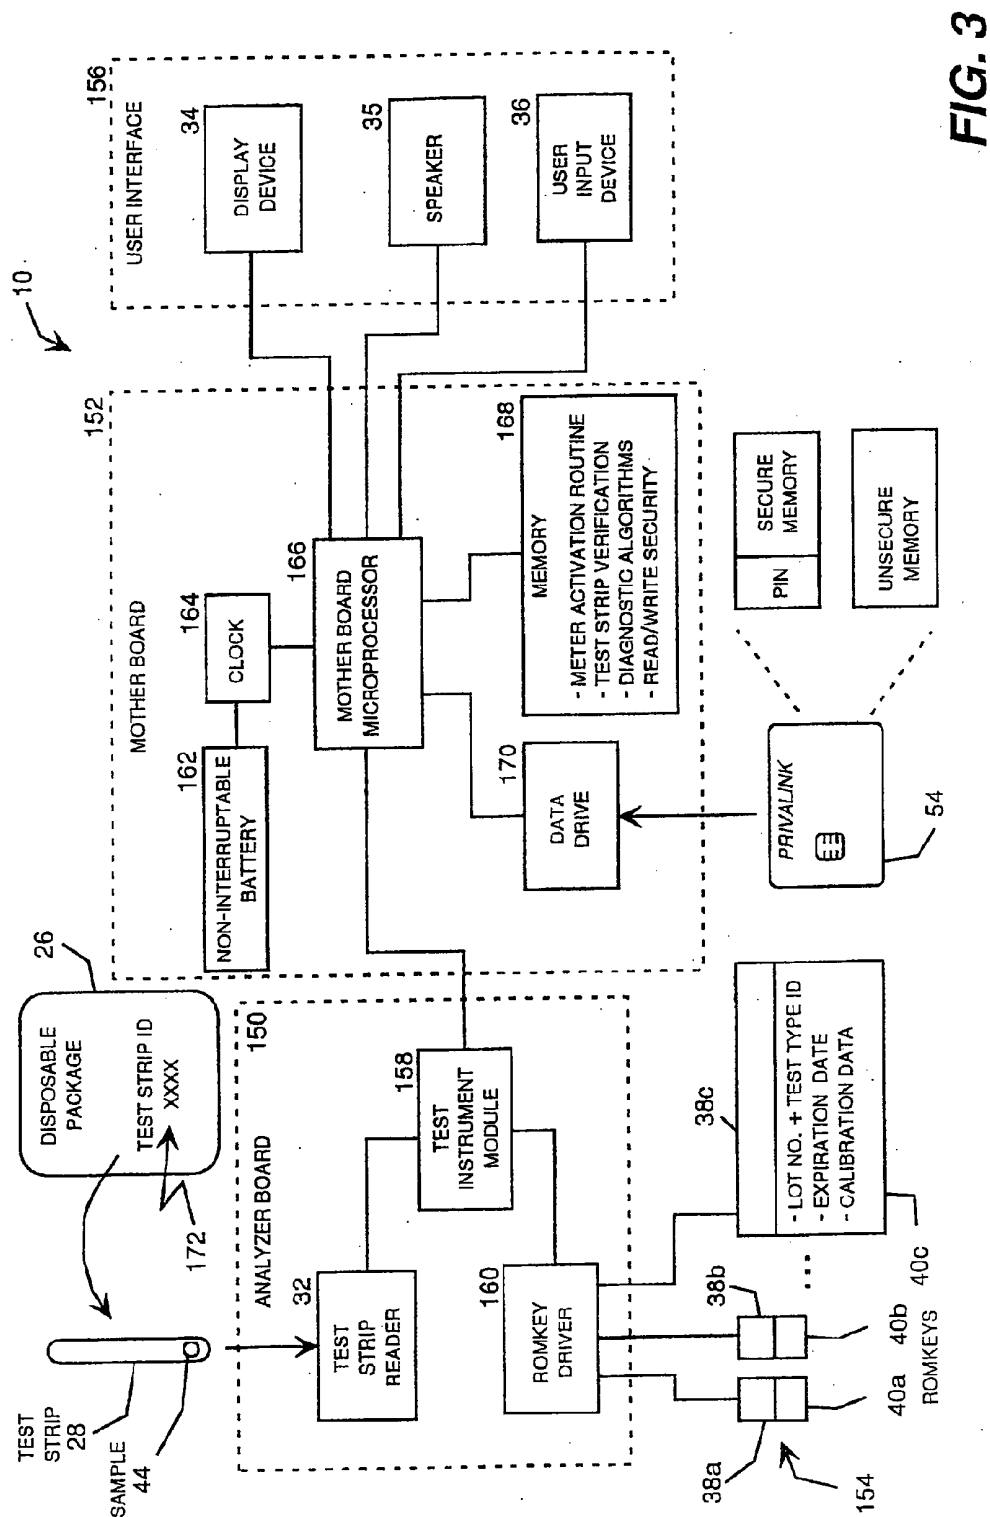 10
TEST
STRIP
28
SAMPLE
44
172
DISPOSABLE
PACKAGE
TEST STRIP ID
XXXX
26
ANALYZER BOARD
150
32
TEST
STRIP
READER
158
TEST
INSTRUMENT
MODULE
160
ROMKEY
DRIVER
MOTHER BOARD
152
162
NON-INTERRUPTABLE
BATTERY
164
CLOCK
166
MOTHER BOARD
MICROPROCESSOR
170
DATA
DRIVE
168
MEMORY
- METER ACTIVATION ROUTINE
- TEST STRIP VERIFICATION
- DIAGNOSTIC ALGORITHMS
- READ/WRITE SECURITY
USER INTERFACE
156
34
DISPLAY
DEVICE
35
SPEAKER
36
USER
INPUT
DEVICE
38a
38b
38c
- LOT NO. + TEST TYPE ID
- EXPIRATION DATE
- CALIBRATION DATA
...
154
40a
40b
40c
ROMKEYS
PRIVALINK
54
PIN
SECURE
MEMORY
UNSECURE
MEMORY
FIG. 3